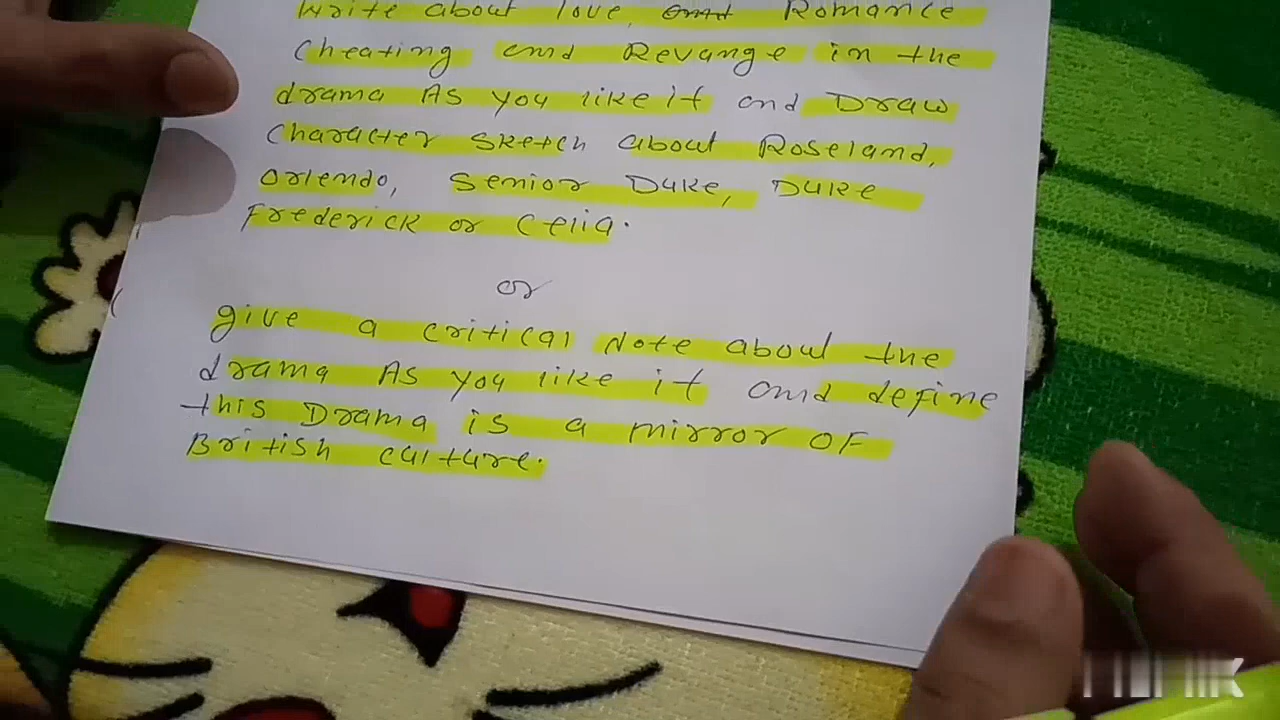 Write about love, and Romance
Cheating and Revange in the
drama As you like it and Draw
Character sketch about Roseland,
Orlendo, Senior Duke, Duke
Frederick or Celia.
or
give a critical Note about the
drama As you like it and define
this Drama is a mirror OF
British culture.